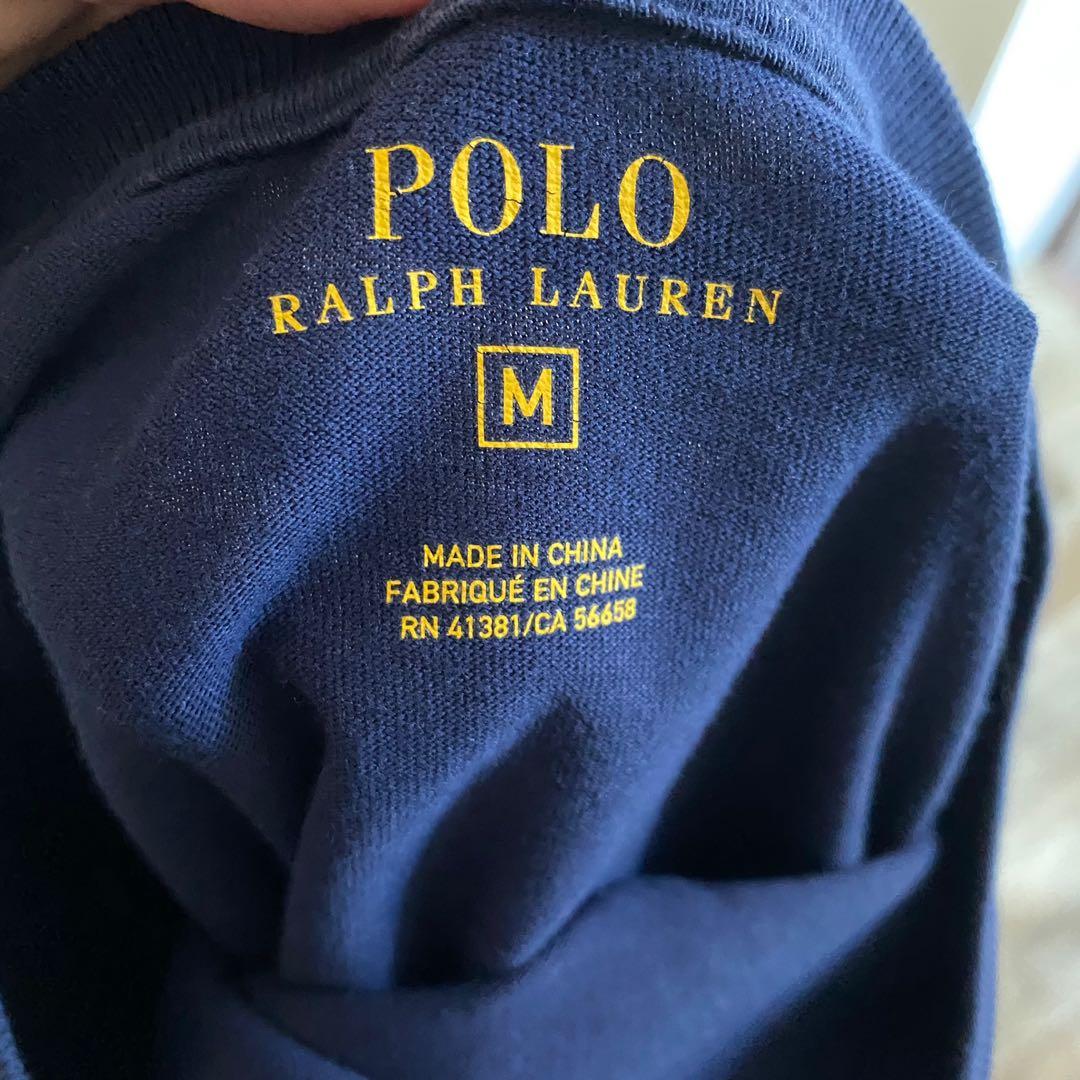 POLO
RALPH LAUREN
M
MADE IN CHINA
FABRIQUÉ EN CHINE
RN 41381/CA 56658